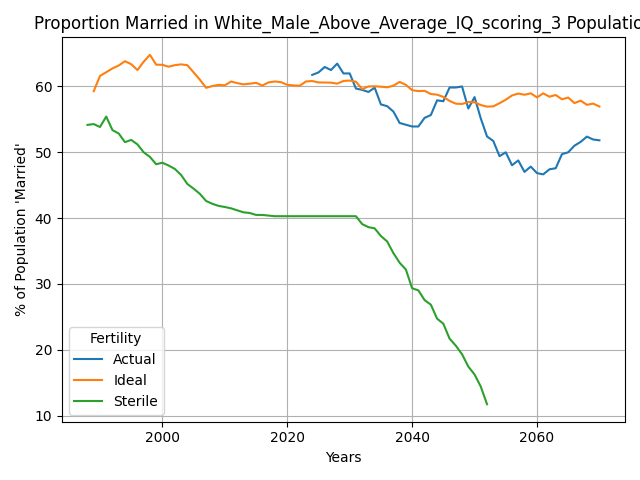 Proportion Married in White_Male_Above_Average_IQ_scoring_3 Populatio
% of Population 'Married'
60
50
40
30
20
10
Fertility
Actual
Ideal
Sterile
2000 2020 2040 2060
Years